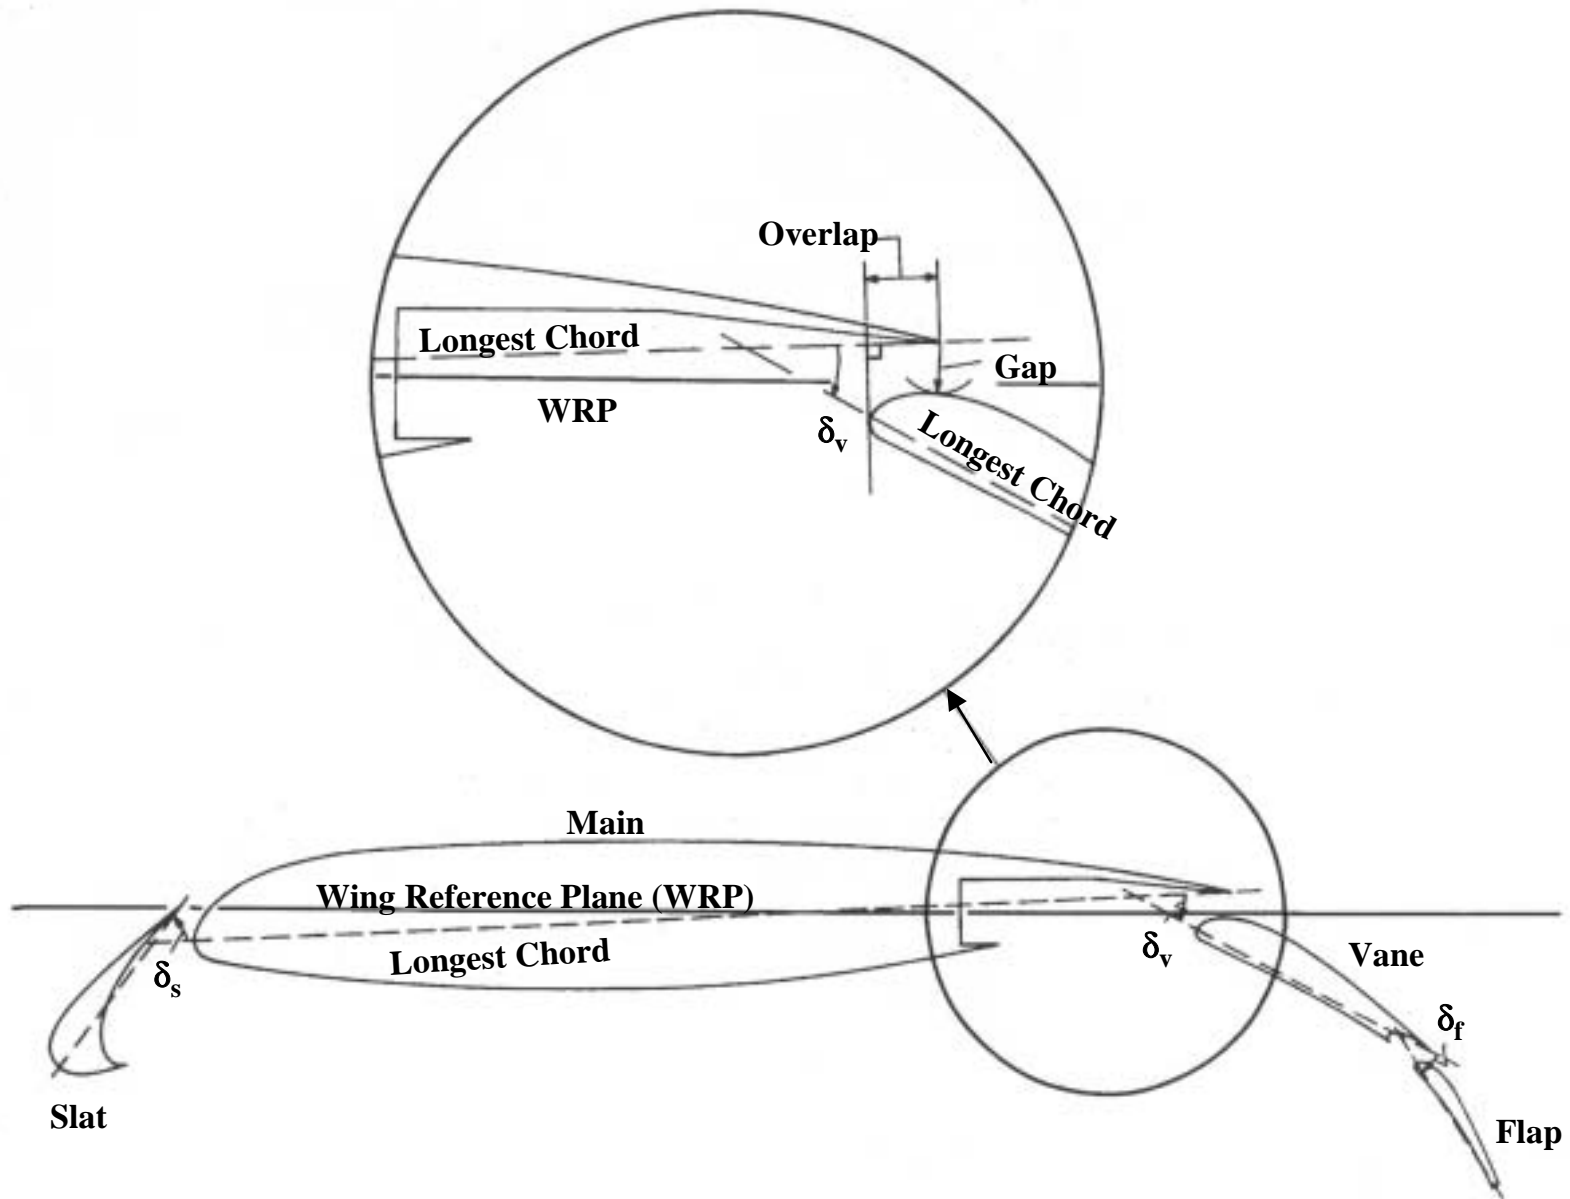 Overlap
Longest Chord
Gap
WRP
δv
Longest Chord
Main
Wing Reference Plane (WRP)
Longest Chord
δs
δv
Vane
δf
Slat
Flap